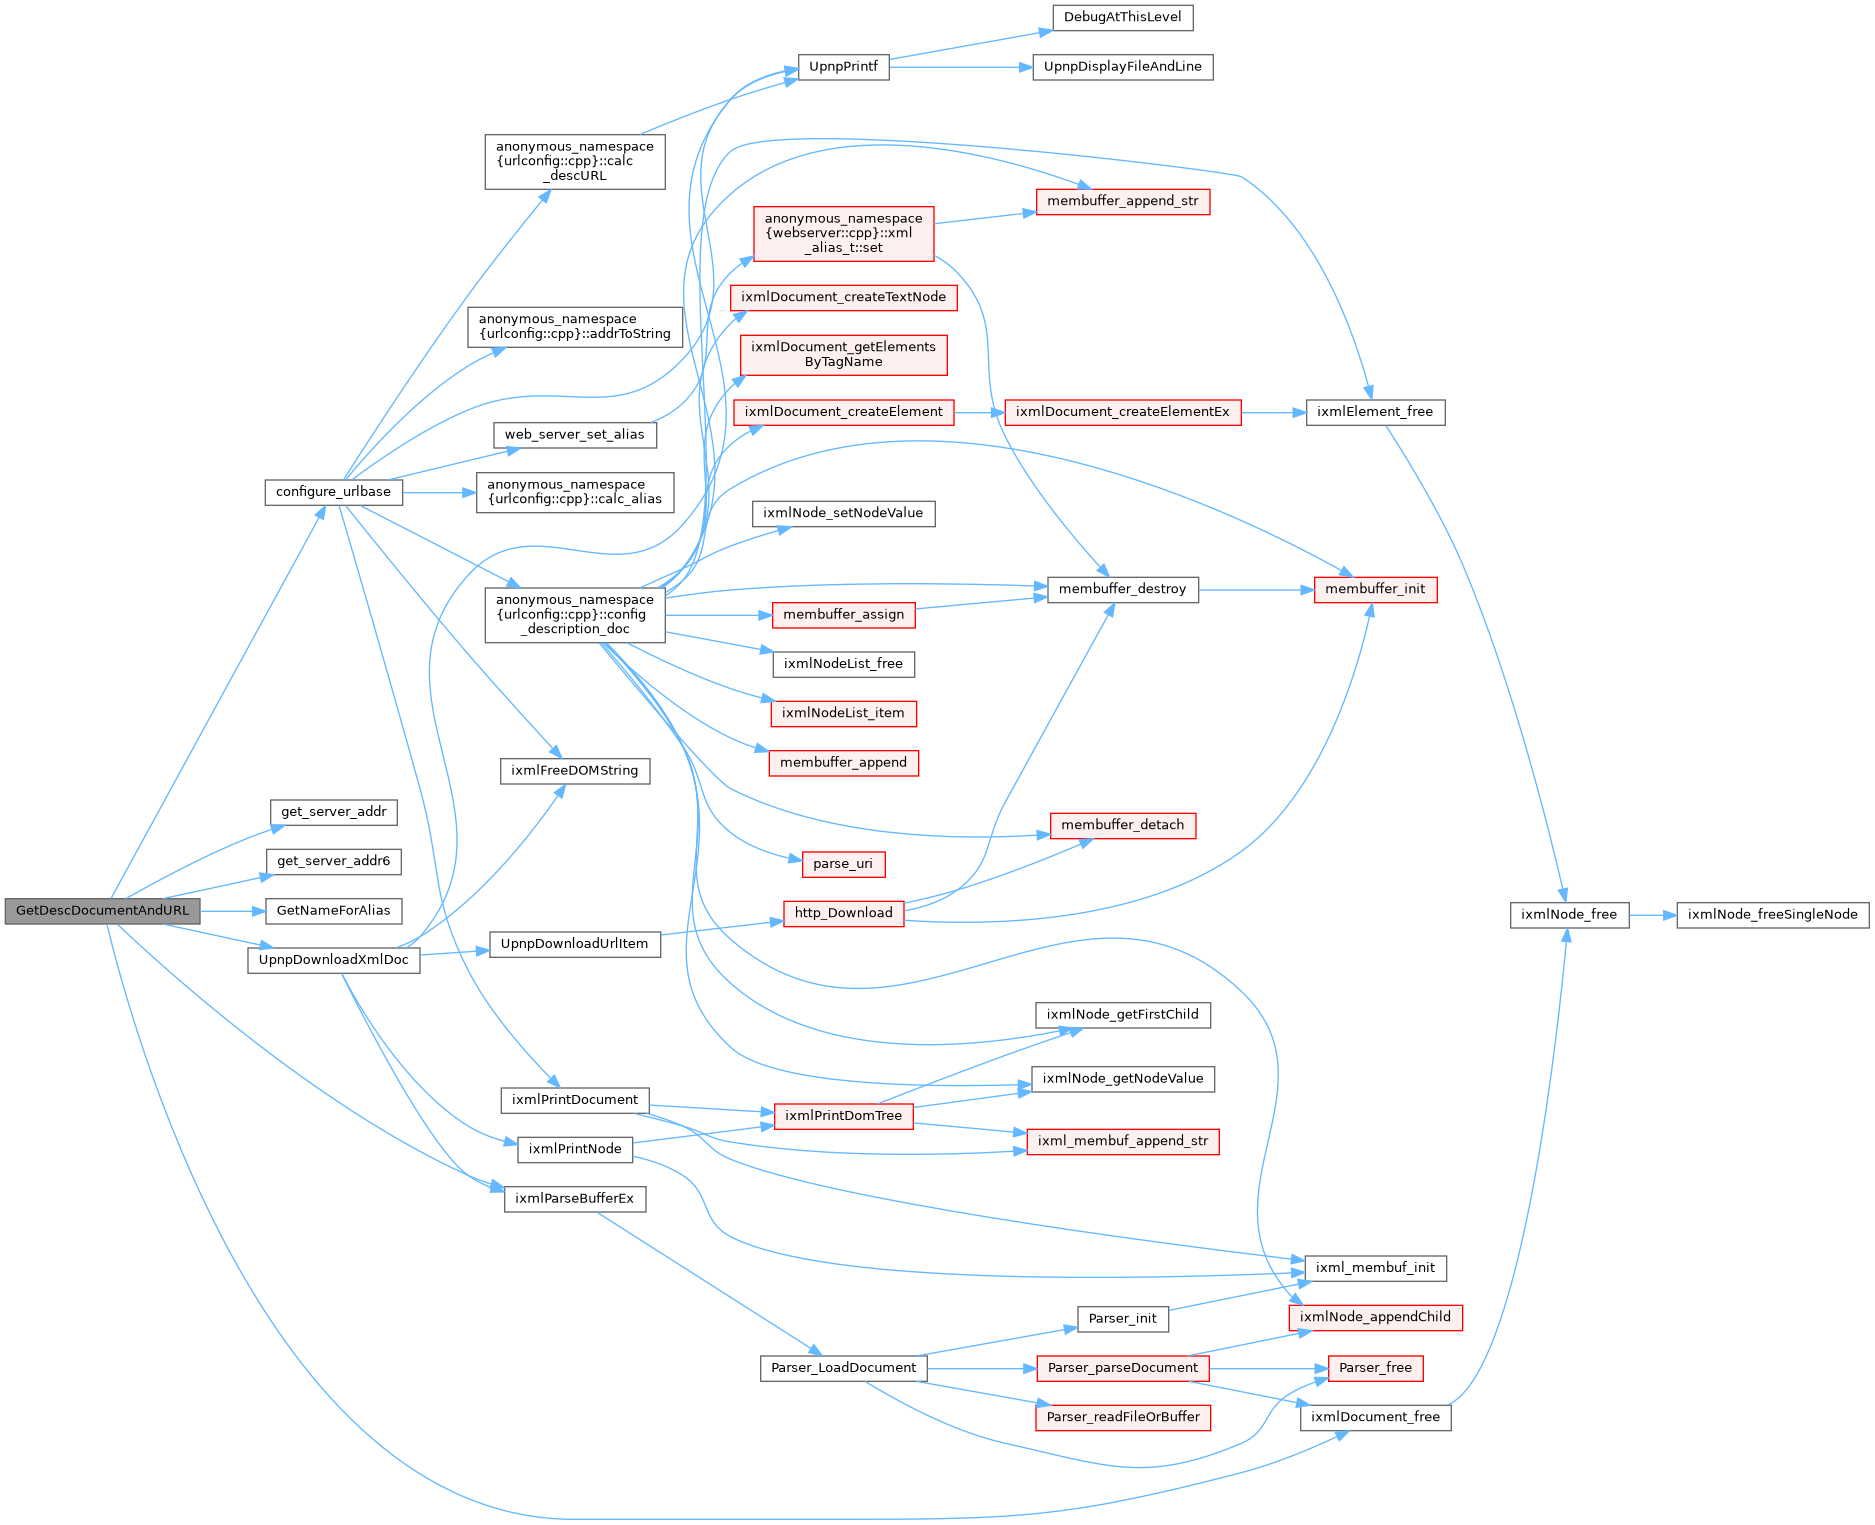 DebugAtThisLevel
UpnpPrintf
UpnpDisplayFileAndLine
anonymous_namespace
{urlconfig::cpp}::calc
_descURL
membuffer_append_str
anonymous_namespace
{webserver::cpp}::xml
_alias_t::set
ixmlDocument_createTextNode
anonymous_namespace
{urlconfig::cpp}::addrToString
ixmlDocument_getElements
ByTagName
ixmlDocument_createElement
ixmlDocument_createElementEx
ixmlElement_free
web_server_set_alias
configure_urlbase
anonymous_namespace
{urlconfig::cpp}::calc_alias
ixmlNode_setNodeValue
membuffer_destroy
membuffer_init
anonymous_namespace
{urlconfig::cpp}::config
_description_doc
membuffer_assign
ixmlNodeList_free
ixmlNodeList_item
membuffer_append
ixmlFreeDOMString
get_server_addr
membuffer_detach
get_server_addr6
parse_uri
GetDescDocumentAndURL
GetNameForAlias
http_Download
ixmlNode_free
ixmlNode_freeSingleNode
UpnpDownloadUrlItem
UpnpDownloadXmlDoc
ixmlNode_getFirstChild
ixmlNode_getNodeValue
ixmlPrintDocument
ixmlPrintDomTree
ixml_membuf_append_str
ixmlPrintNode
ixmlParseBufferEx
ixml_membuf_init
Parser_init
ixmlNode_appendChild
Parser_LoadDocument
Parser_parseDocument
Parser_free
Parser_readFileOrBuffer
ixmlDocument_free